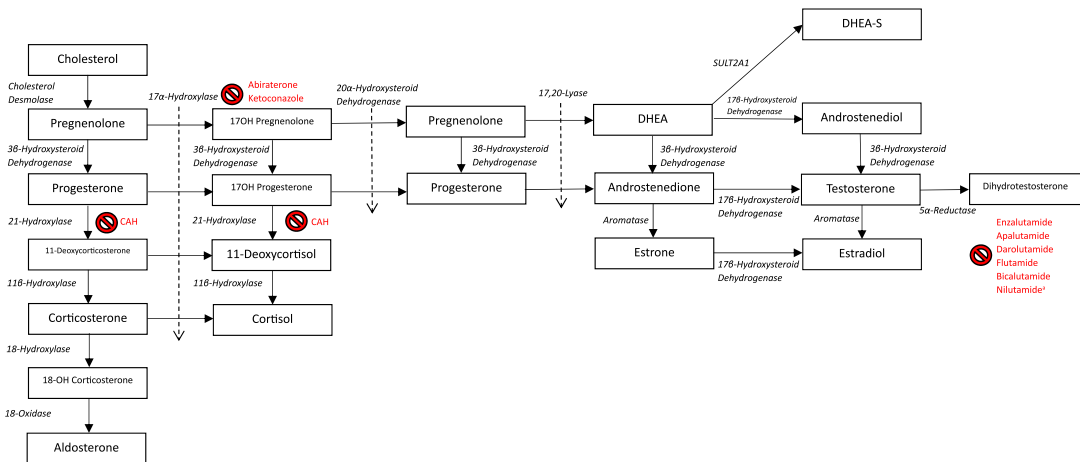 DHEA-S
Cholesterol
SULT2A1
Cholesterol
Desmolase
17α-Hydroxylase
Abiraterone
Ketoconazole
20α-Hydroxysteroid
Dehydrogenase
17,20-Lyase
17β-Hydroxysteroid
Dehydrogenase
Pregnenolone
17OH Pregnenolone
Pregnenolone
DHEA
Androstenediol
3β-Hydroxysteroid
Dehydrogenase
3β-Hydroxysteroid
Dehydrogenase
3β-Hydroxysteroid
Dehydrogenase
3β-Hydroxysteroid
Dehydrogenase
3β-Hydroxysteroid
Dehydrogenase
Progesterone
17OH Progesterone
Progesterone
Androstenedione
17β-Hydroxysteroid
Dehydrogenase
Testosterone
5α-Reductase
Dihydrotestosterone
21-Hydroxylase
CAH
21-Hydroxylase
CAH
Aromatase
Aromatase
Enzalutamide
Apalutamide
Darolutamide
Flutamide
Bicalutamide
Nilutamideᵃ
11-Deoxycorticosterone
11-Deoxycortisol
Estrone
17β-Hydroxysteroid
Dehydrogenase
Estradiol
11β-Hydroxylase
11β-Hydroxylase
Corticosterone
Cortisol
18-Hydroxylase
18-OH Corticosterone
18-Oxidase
Aldosterone